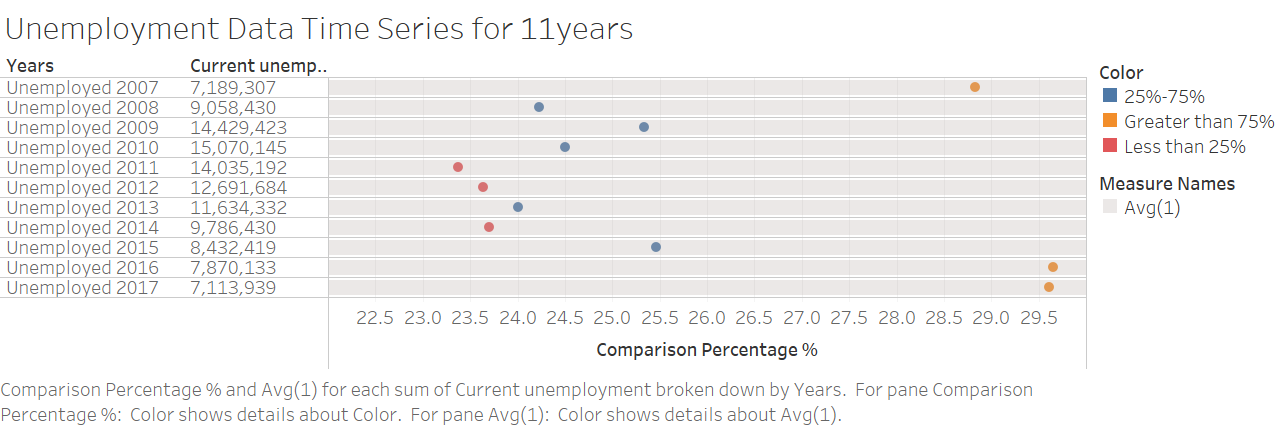 Unemployment Data Time Series for 11years
Years Current unemp..
Unemployed 2007 7,189,307
Unemployed 2008 9,058,430
Unemployed 2009 14,429,423
Unemployed 2010 15,070,145
Unemployed 2011 14,035,192
Unemployed 2012 12,691,684
Unemployed 2013 11,634,332
Unemployed 2014 9,786,430
Unemployed 2015 8,432,419
Unemployed 2016 7,870,133
Unemployed 2017 7,113,939
22.5 23.0 23.5 24.0 24.5 25.0 25.5 26.0 26.5 27.0 27.5 28.0 28.5 29.0 29.5
Comparison Percentage %
Color
25%-75%
Greater than 75%
Less than 25%
Measure Names
Avg(1)
Comparison Percentage % and Avg(1) for each sum of Current unemployment broken down by Years.  For pane Comparison
Percentage %:  Color shows details about Color.  For pane Avg(1):  Color shows details about Avg(1).